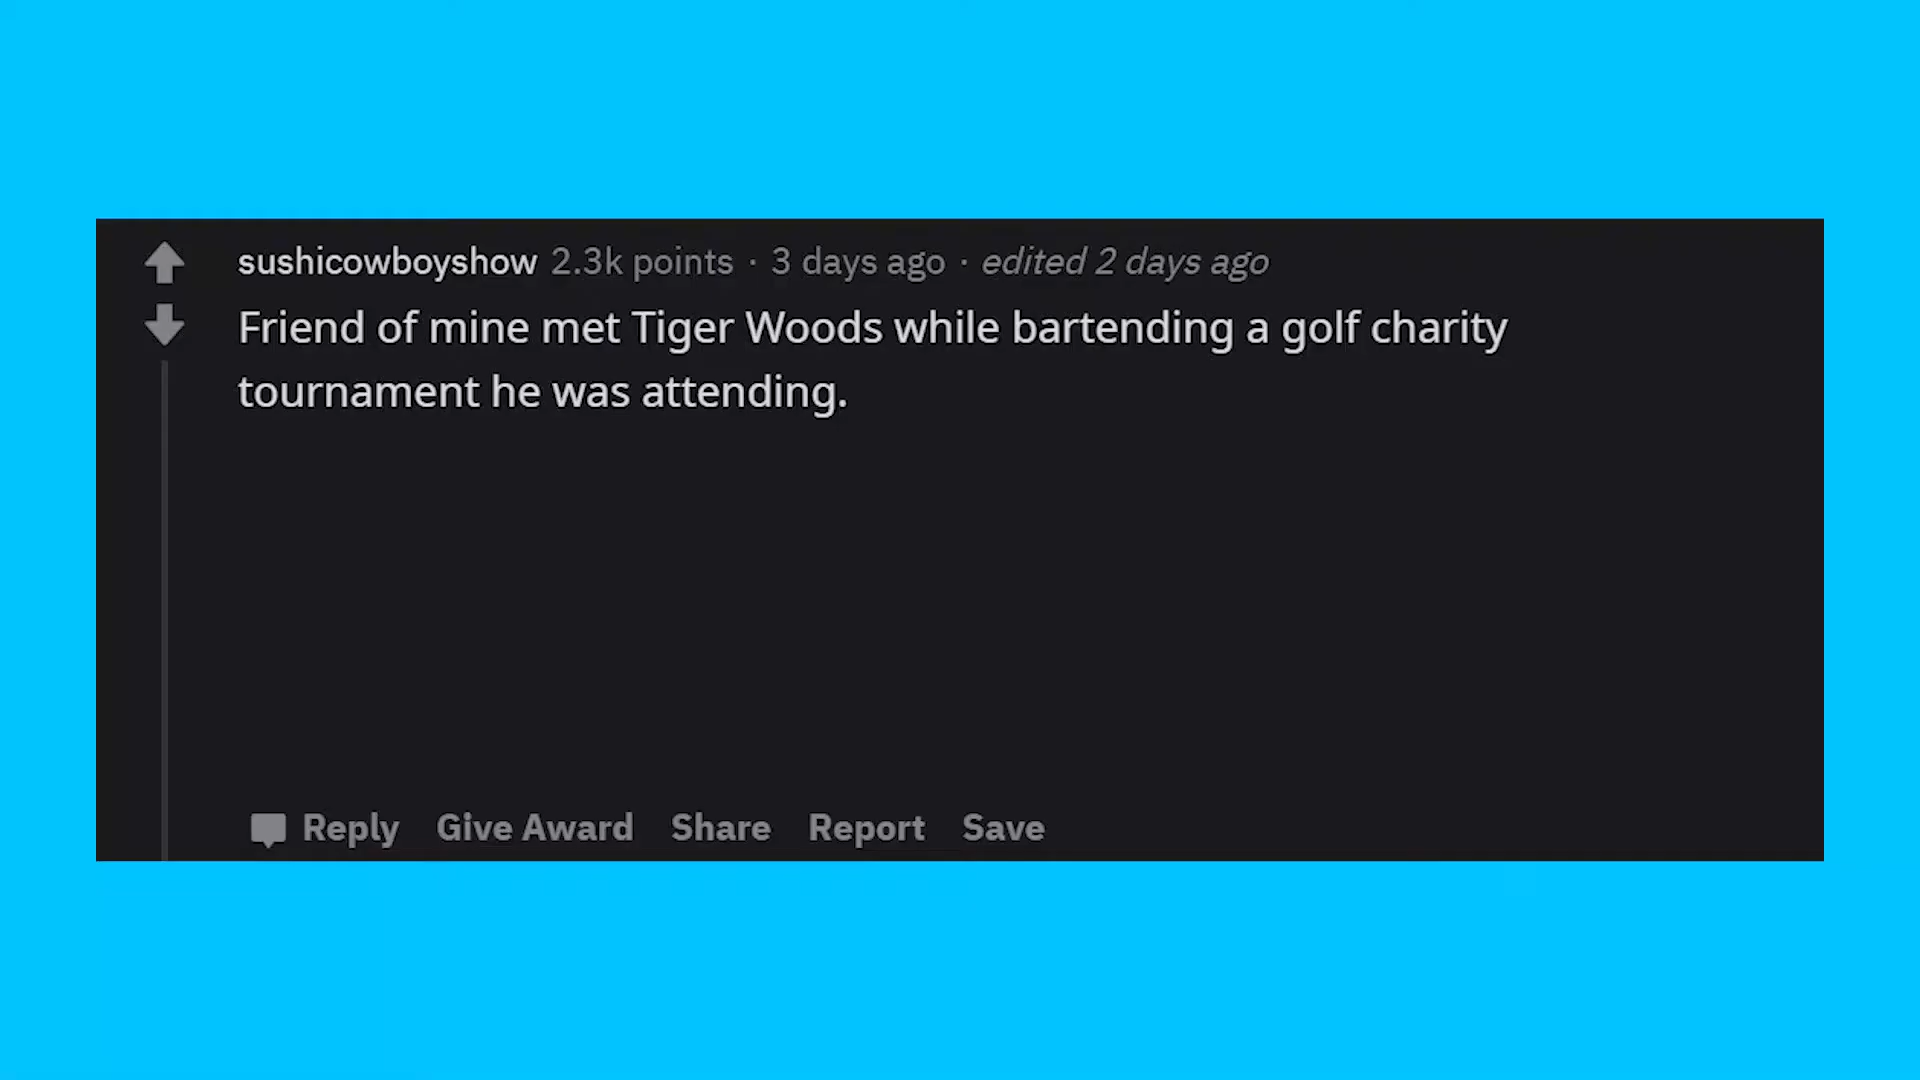 sushicowboyshow 2.3k points · 3 days ago · edited 2 days ago
Friend of mine met Tiger Woods while bartending a golf charity
tournament he was attending.
Reply Give Award Share Report Save